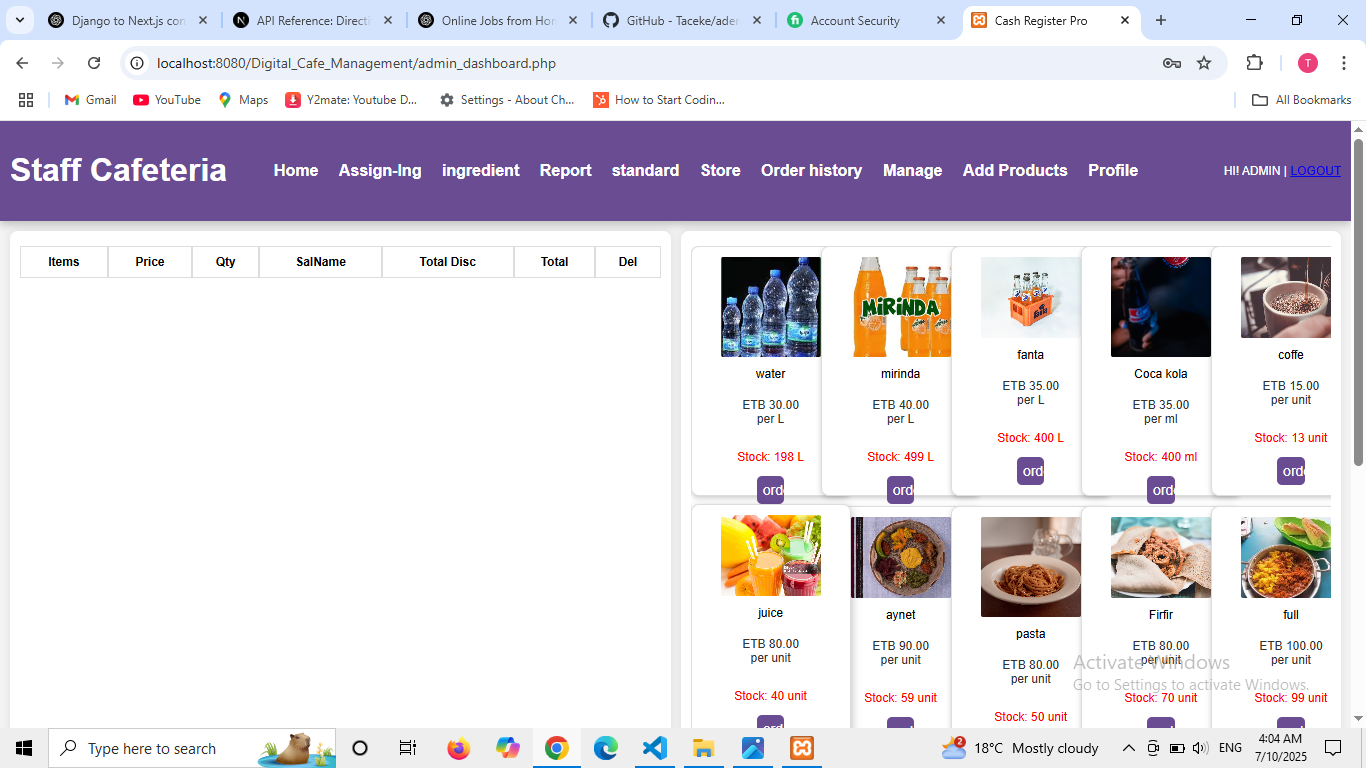 Django to Next.js con
API Reference: Directi
Online Jobs from Hon
GitHub - Taceke/ader
Account Security
Cash Register Pro
localhost:8080/Digital_Cafe_Management/admin_dashboard.php
T
Gmail
YouTube
Maps
Y2mate: Youtube D...
Settings - About Ch...
How to Start Codin...
All Bookmarks
Staff Cafeteria
Home
Assign-Ing
ingredient
Report
standard
Store
Order history
Manage
Add Products
Profile
HI! ADMIN | LOGOUT
Items
Price
Qty
SalName
Total Disc
Total
Del
MiRiNDA
water
ETB 30.00
per L
Stock: 198 L
ord
mirinda
ETB 40.00
per L
Stock: 499 L
ord
fanta
ETB 35.00
per L
Stock: 400 L
ord
Coca kola
ETB 35.00
per ml
Stock: 400 ml
ord
coffe
ETB 15.00
per unit
Stock: 13 unit
ord
juice
ETB 80.00
per unit
Stock: 40 unit
ord
aynet
ETB 90.00
per unit
Stock: 59 unit
pasta
ETB 80.00
per unit
Stock: 50 unit
Firfir
ETB 80.00
per unit
Stock: 70 unit
full
ETB 100.00
per unit
Stock: 99 unit
Activate Windows
Go to Settings to activate Windows.
Type here to search
2
18°C Mostly cloudy
ENG
4:04 AM
7/10/2025